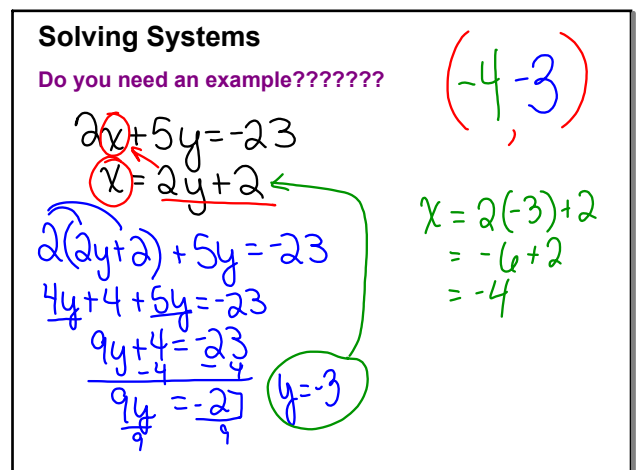 Solving Systems
Do you need an example???????
(-4, -3)
2x+5y=-23
x=2y+2
2(2y+2)+5y=-23
4y+4+5y=-23
9y+4=-23
-4 -4
9y=-27
9 9
y=-3
x=2(-3)+2
=-6+2
=-4